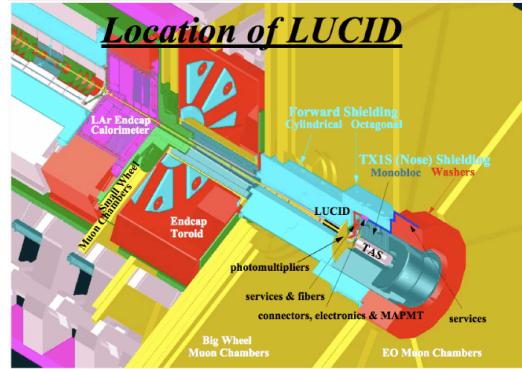 Location of LUCID
LAr Endcap
Calorimeter
Forward Shielding
Cylindrical Octagonal
TX1S (Nose) Shielding
Monobloc Washers
Small Wheel
Muon Chambers
Endcap
Toroid
LUCID
TAS
photomultipliers
services & fibers
connectors, electronics & MAPMT
services
Big Wheel
Muon Chambers
EO Muon Chambers